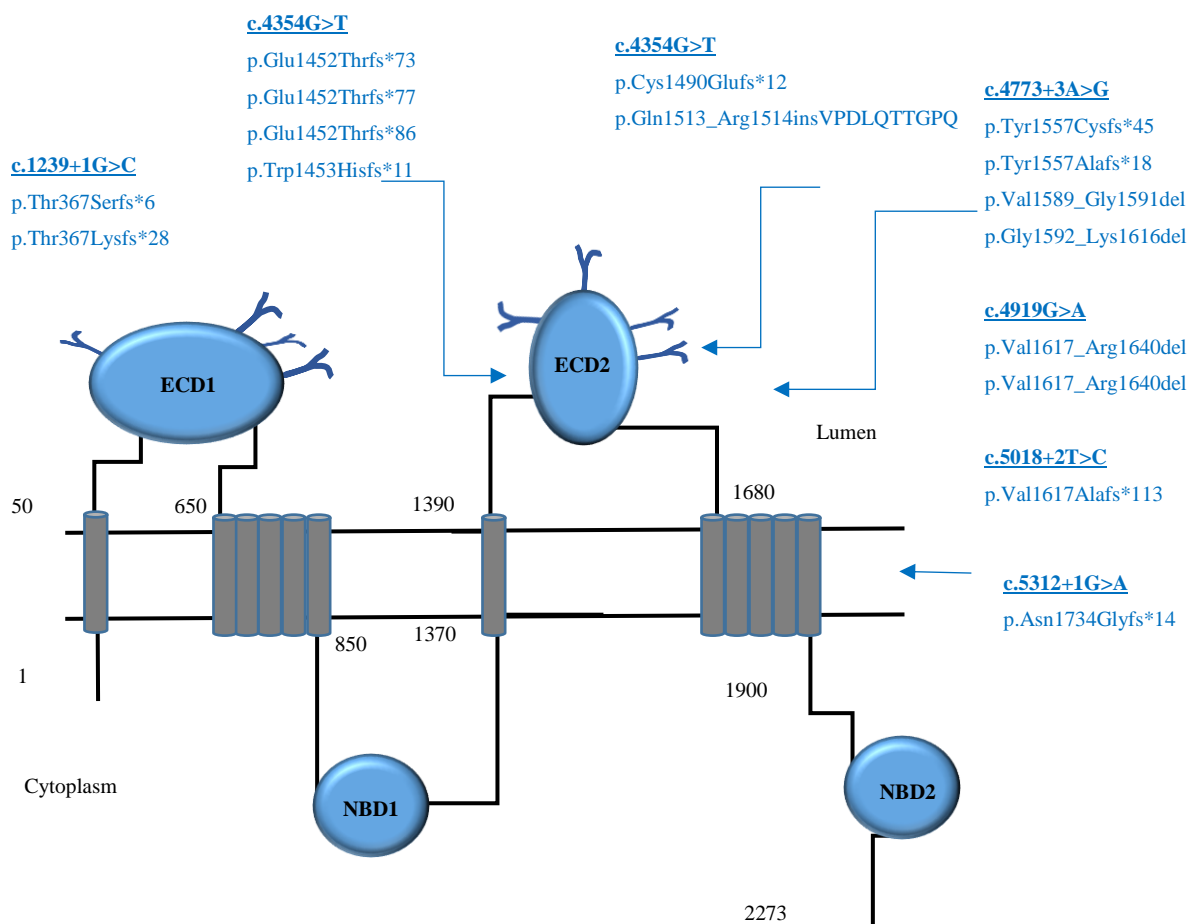 c.4354G>T
p.Glu1452Thrfs*73
p.Glu1452Thrfs*77
p.Glu1452Thrfs*86
p.Trp1453Hisfs*11
c.4354G>T
p.Cys1490Glufs*12
p.Gln1513_Arg1514insVPDLQTTGPQ
c.4773+3A>G
p.Tyr1557Cysfs*45
p.Tyr1557Alafs*18
p.Val1589_Gly1591del
p.Gly1592_Lys1616del
c.1239+1G>C
p.Thr367Serfs*6
p.Thr367Lysfs*28
c.4919G>A
p.Val1617_Arg1640del
p.Val1617_Arg1640del
ECD1
ECD2
Lumen
c.5018+2T>C
p.Val1617Alafs*113
50
650
1390
1680
c.5312+1G>A
p.Asn1734Glyfs*14
1
850
1370
1900
Cytoplasm
NBD1
NBD2
2273